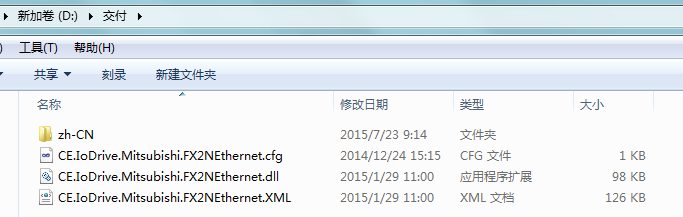 新加卷 (D:) 交付
) 工具(T) 帮助(H)
共享 刻录 新建文件夹
名称 修改日期 类型 大小
zh-CN 2015/7/23 9:14 文件夹
CE.IoDrive.Mitsubishi.FX2NEthernet.cfg 2014/12/24 15:15 CFG 文件 1 KB
CE.IoDrive.Mitsubishi.FX2NEthernet.dll 2015/1/29 11:00 应用程序扩展 98 KB
CE.IoDrive.Mitsubishi.FX2NEthernet.XML 2015/1/29 11:00 XML 文档 126 KB